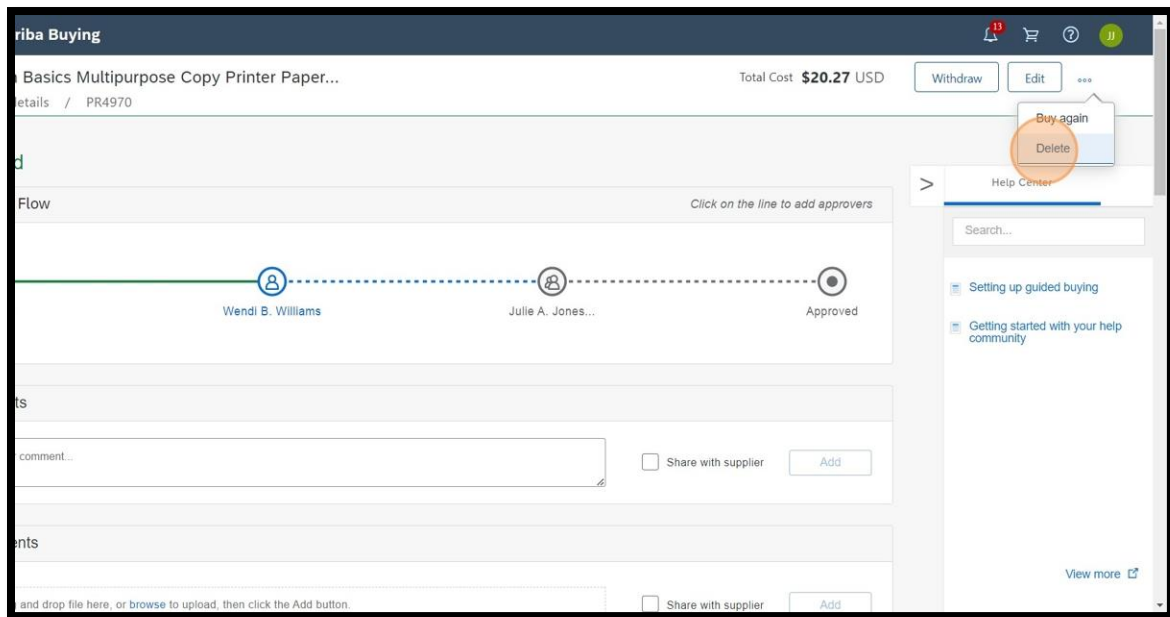 riba Buying
13
JJ
Basics Multipurpose Copy Printer Paper...
Total Cost $20.27 USD
Withdraw
Edit
details / PR4970
Buy again
Delete
d
Help Center
Flow
Click on the line to add approvers
Search...
Setting up guided buying
Wendi B. Williams
Julie A. Jones...
Approved
Getting started with your help
community
ts
comment...
Share with supplier
Add
ents
View more
and drop file here, or browse to upload, then click the Add button.
Share with supplier
Add